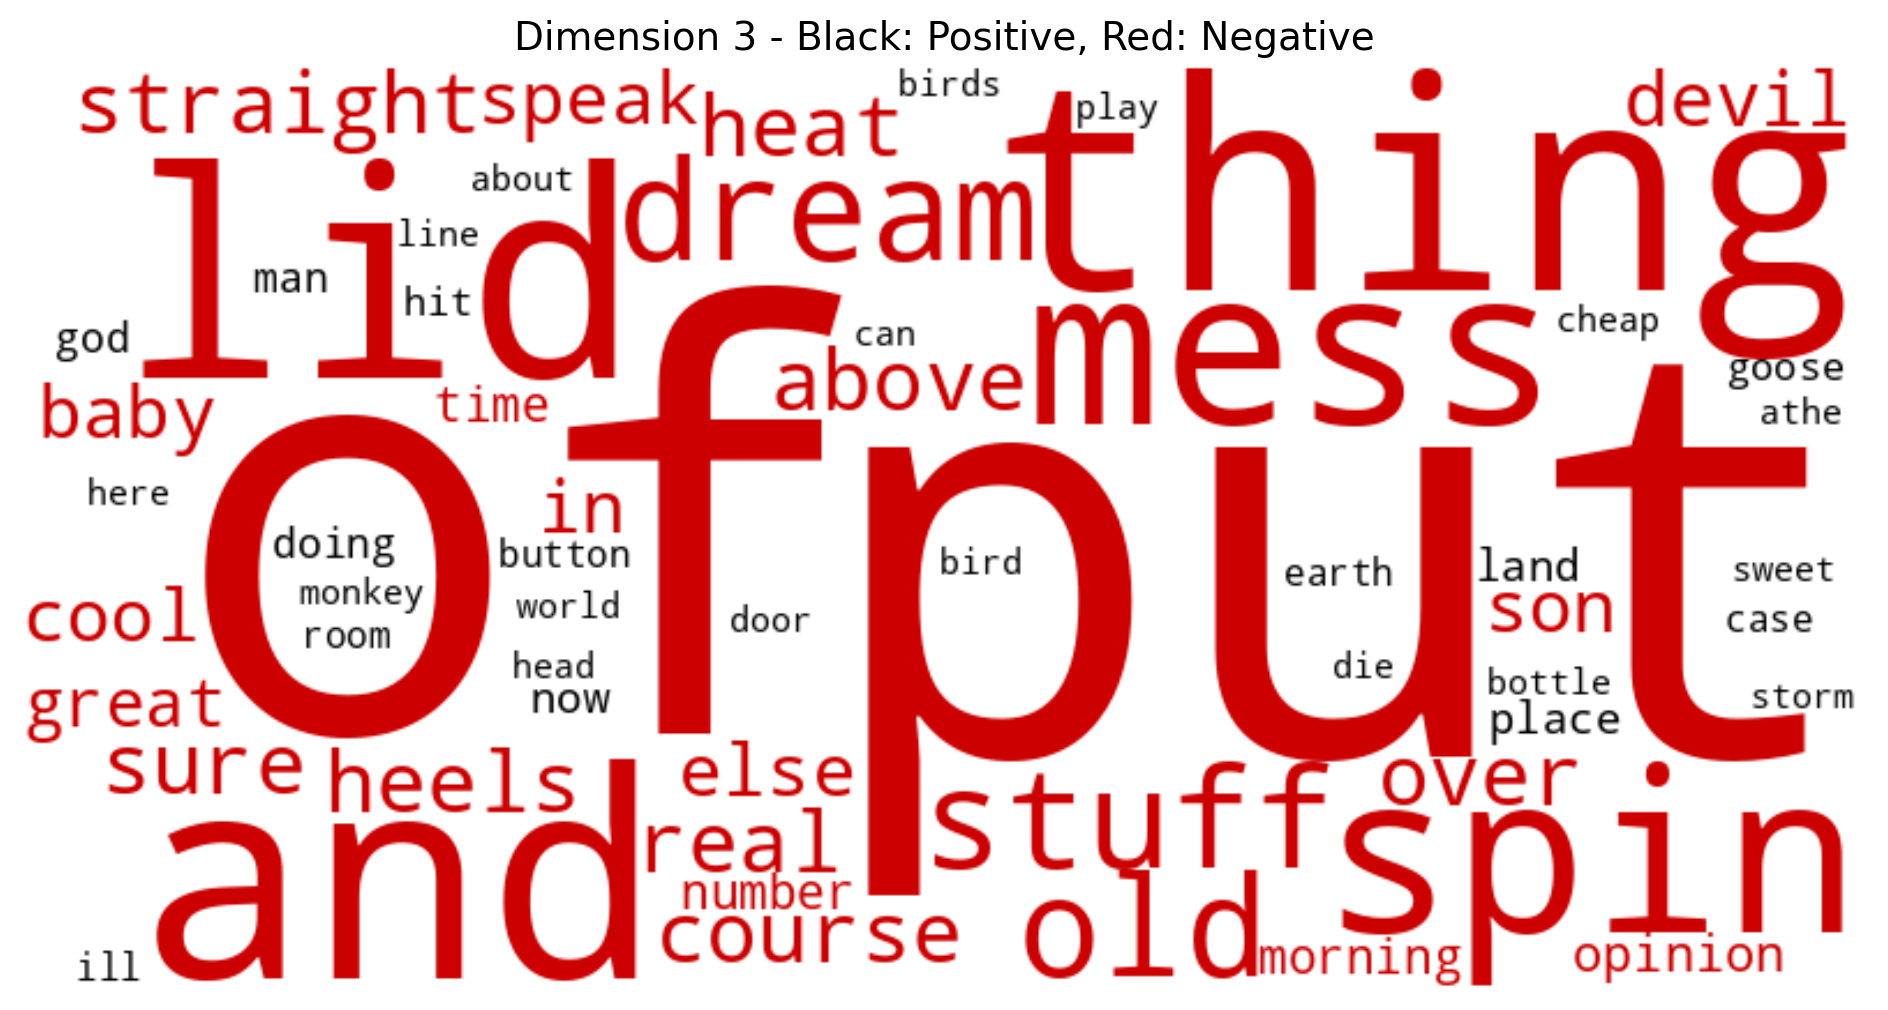 Dimension 3 - Black: Positive, Red: Negative
straight speak heat birds play thing devil
lid about dream
line
man hit
god can above mess cheap
goose
baby time athe
of put
here in
doing button bird earth land sweet
monkey world son
cool room door case
head die bottle
great now place storm
sure heels else stuff over
and real spin
number
course old morning opinion
ill